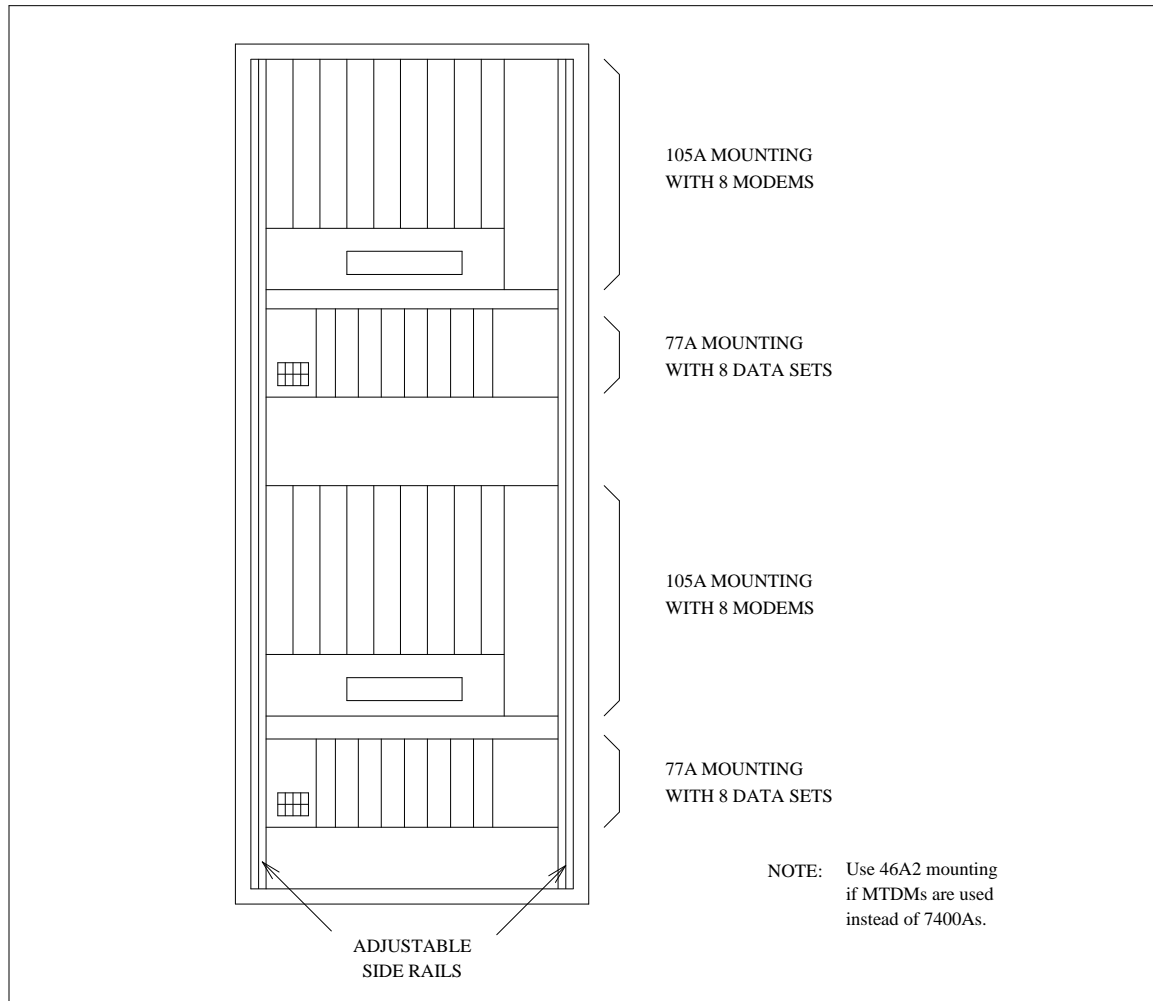 105A MOUNTING
WITH 8 MODEMS
77A MOUNTING
WITH 8 DATA SETS
105A MOUNTING
WITH 8 MODEMS
77A MOUNTING
WITH 8 DATA SETS
NOTE: Use 46A2 mounting
if MTDMs are used
instead of 7400As.
ADJUSTABLE
SIDE RAILS